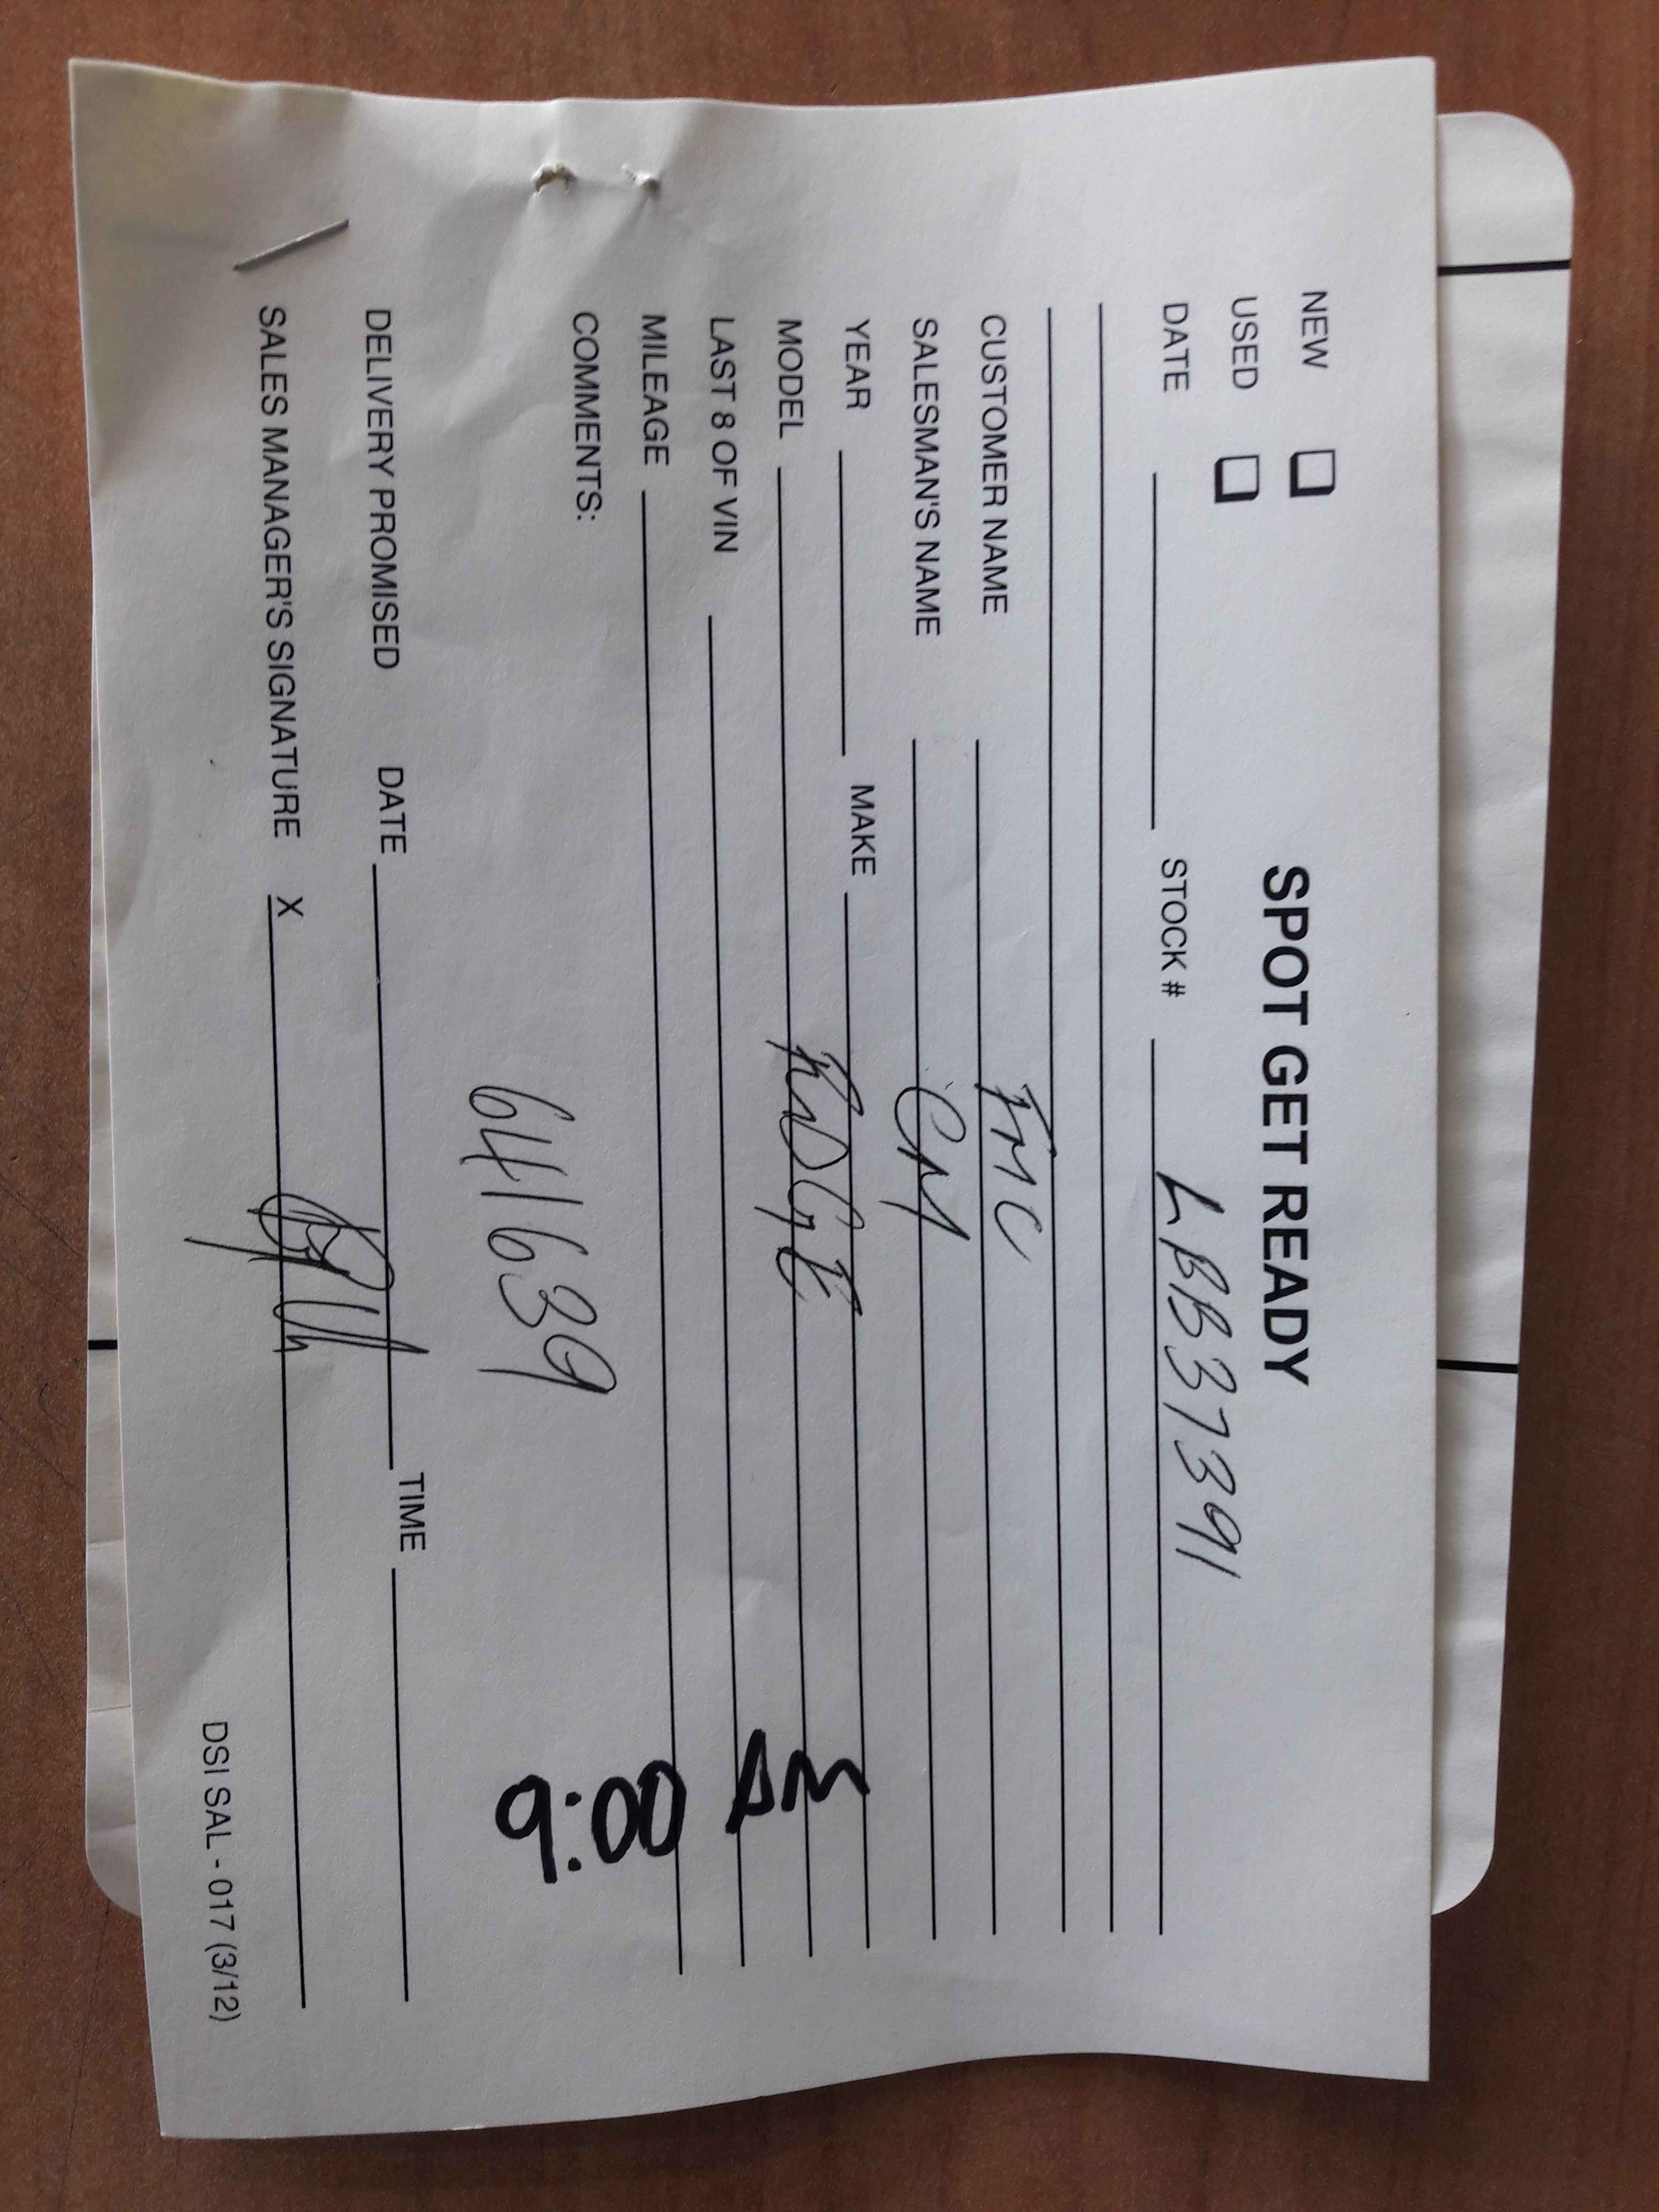 SPOT GET READY
NEW
USED
DATE STOCK # LBB37391
CUSTOMER NAME FMC
SALESMAN'S NAME CM
YEAR MAKE
MODEL
LAST 8 OF VIN AM
MILEAGE 9:00
COMMENTS:
641639
DELIVERY PROMISED DATE TIME
SALES MANAGER'S SIGNATURE X
DSI SAL - 017 (3/12)